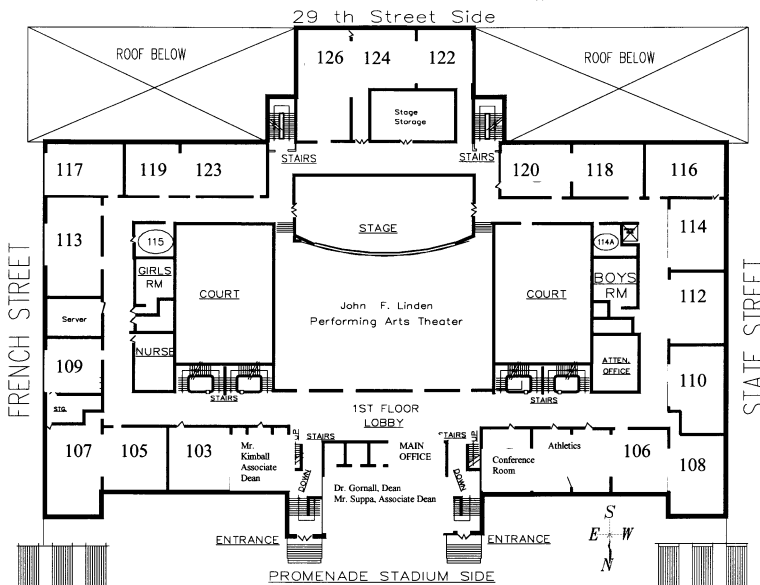 29 th Street Side
ROOF BELOW
126
124
122
ROOF BELOW
Stage
Storage
STAIRS
STAIRS
117
119
123
120
118
116
STAGE
113
115
114A
114
GIRLS
RM
BOYS
RM
COURT
COURT
John F. Linden
Performing Arts Theater
112
FRENCH STREET
STATE STREET
Server
NURSE
109
ATTEN.
OFFICE
110
STAIRS
STAIRS
STG.
1ST FLOOR
LOBBY
107
105
103
Mr.
Kimball
Associate
Dean
UP
STAIRS
DOWN
MAIN
OFFICE
Dr. Gornall, Dean
Mr. Suppa, Associate Dean
STAIRS
UP
DOWN
Conference
Room
Athletics
106
108
S
E W
N
ENTRANCE
ENTRANCE
PROMENADE STADIUM SIDE